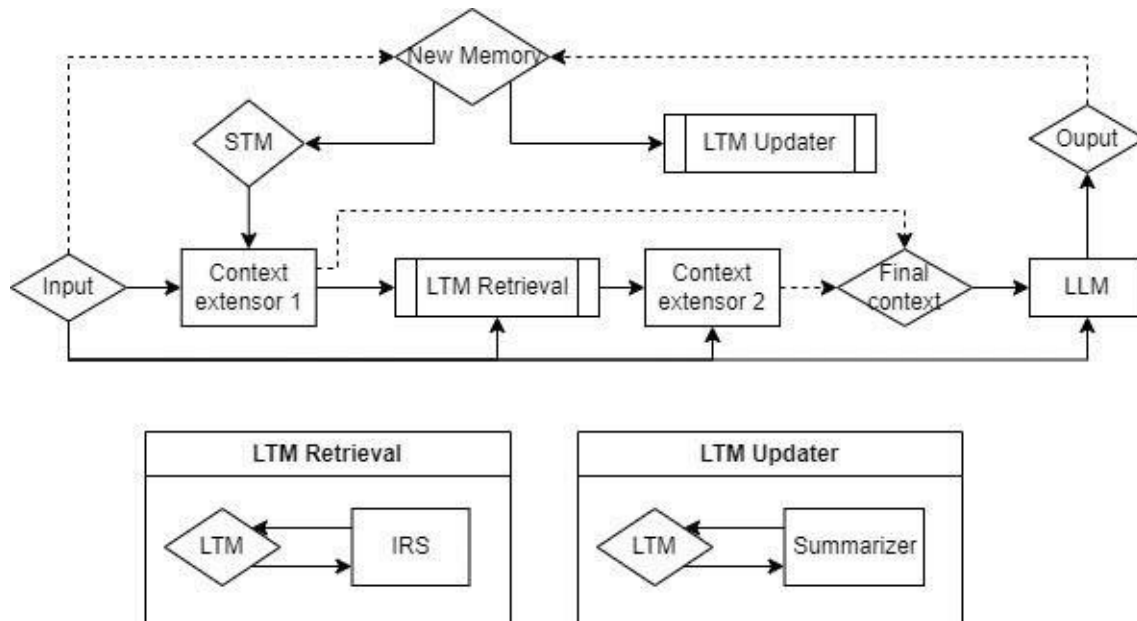 New Memory
STM
LTM Updater
Ouput
Input
Context
extensor 1
LTM Retrieval
Context
extensor 2
Final
context
LLM
LTM Retrieval
LTM
IRS
LTM Updater
LTM
Summarizer